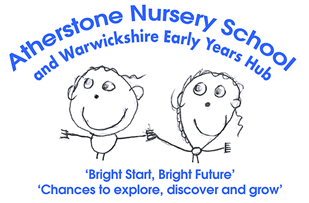 Atherstone Nursery School
and Warwickshire Early Years Hub
‘Bright Start, Bright Future’
‘Chances to explore, discover and grow’